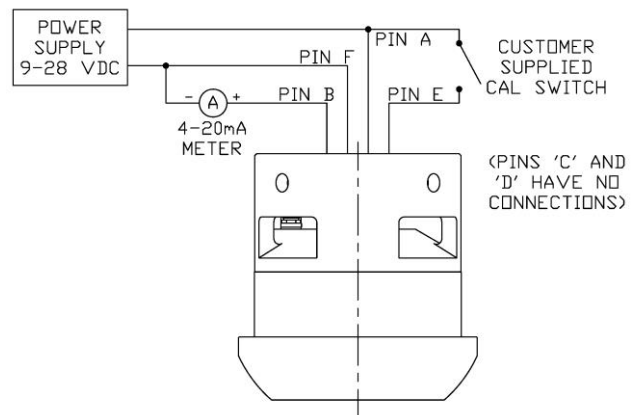 POWER
SUPPLY
9-28 VDC
PIN A
PIN F
CUSTOMER
SUPPLIED
CAL SWITCH
- A +
PIN B
PIN E
4-20mA
METER
(PINS 'C' AND
'D' HAVE NO
CONNECTIONS)